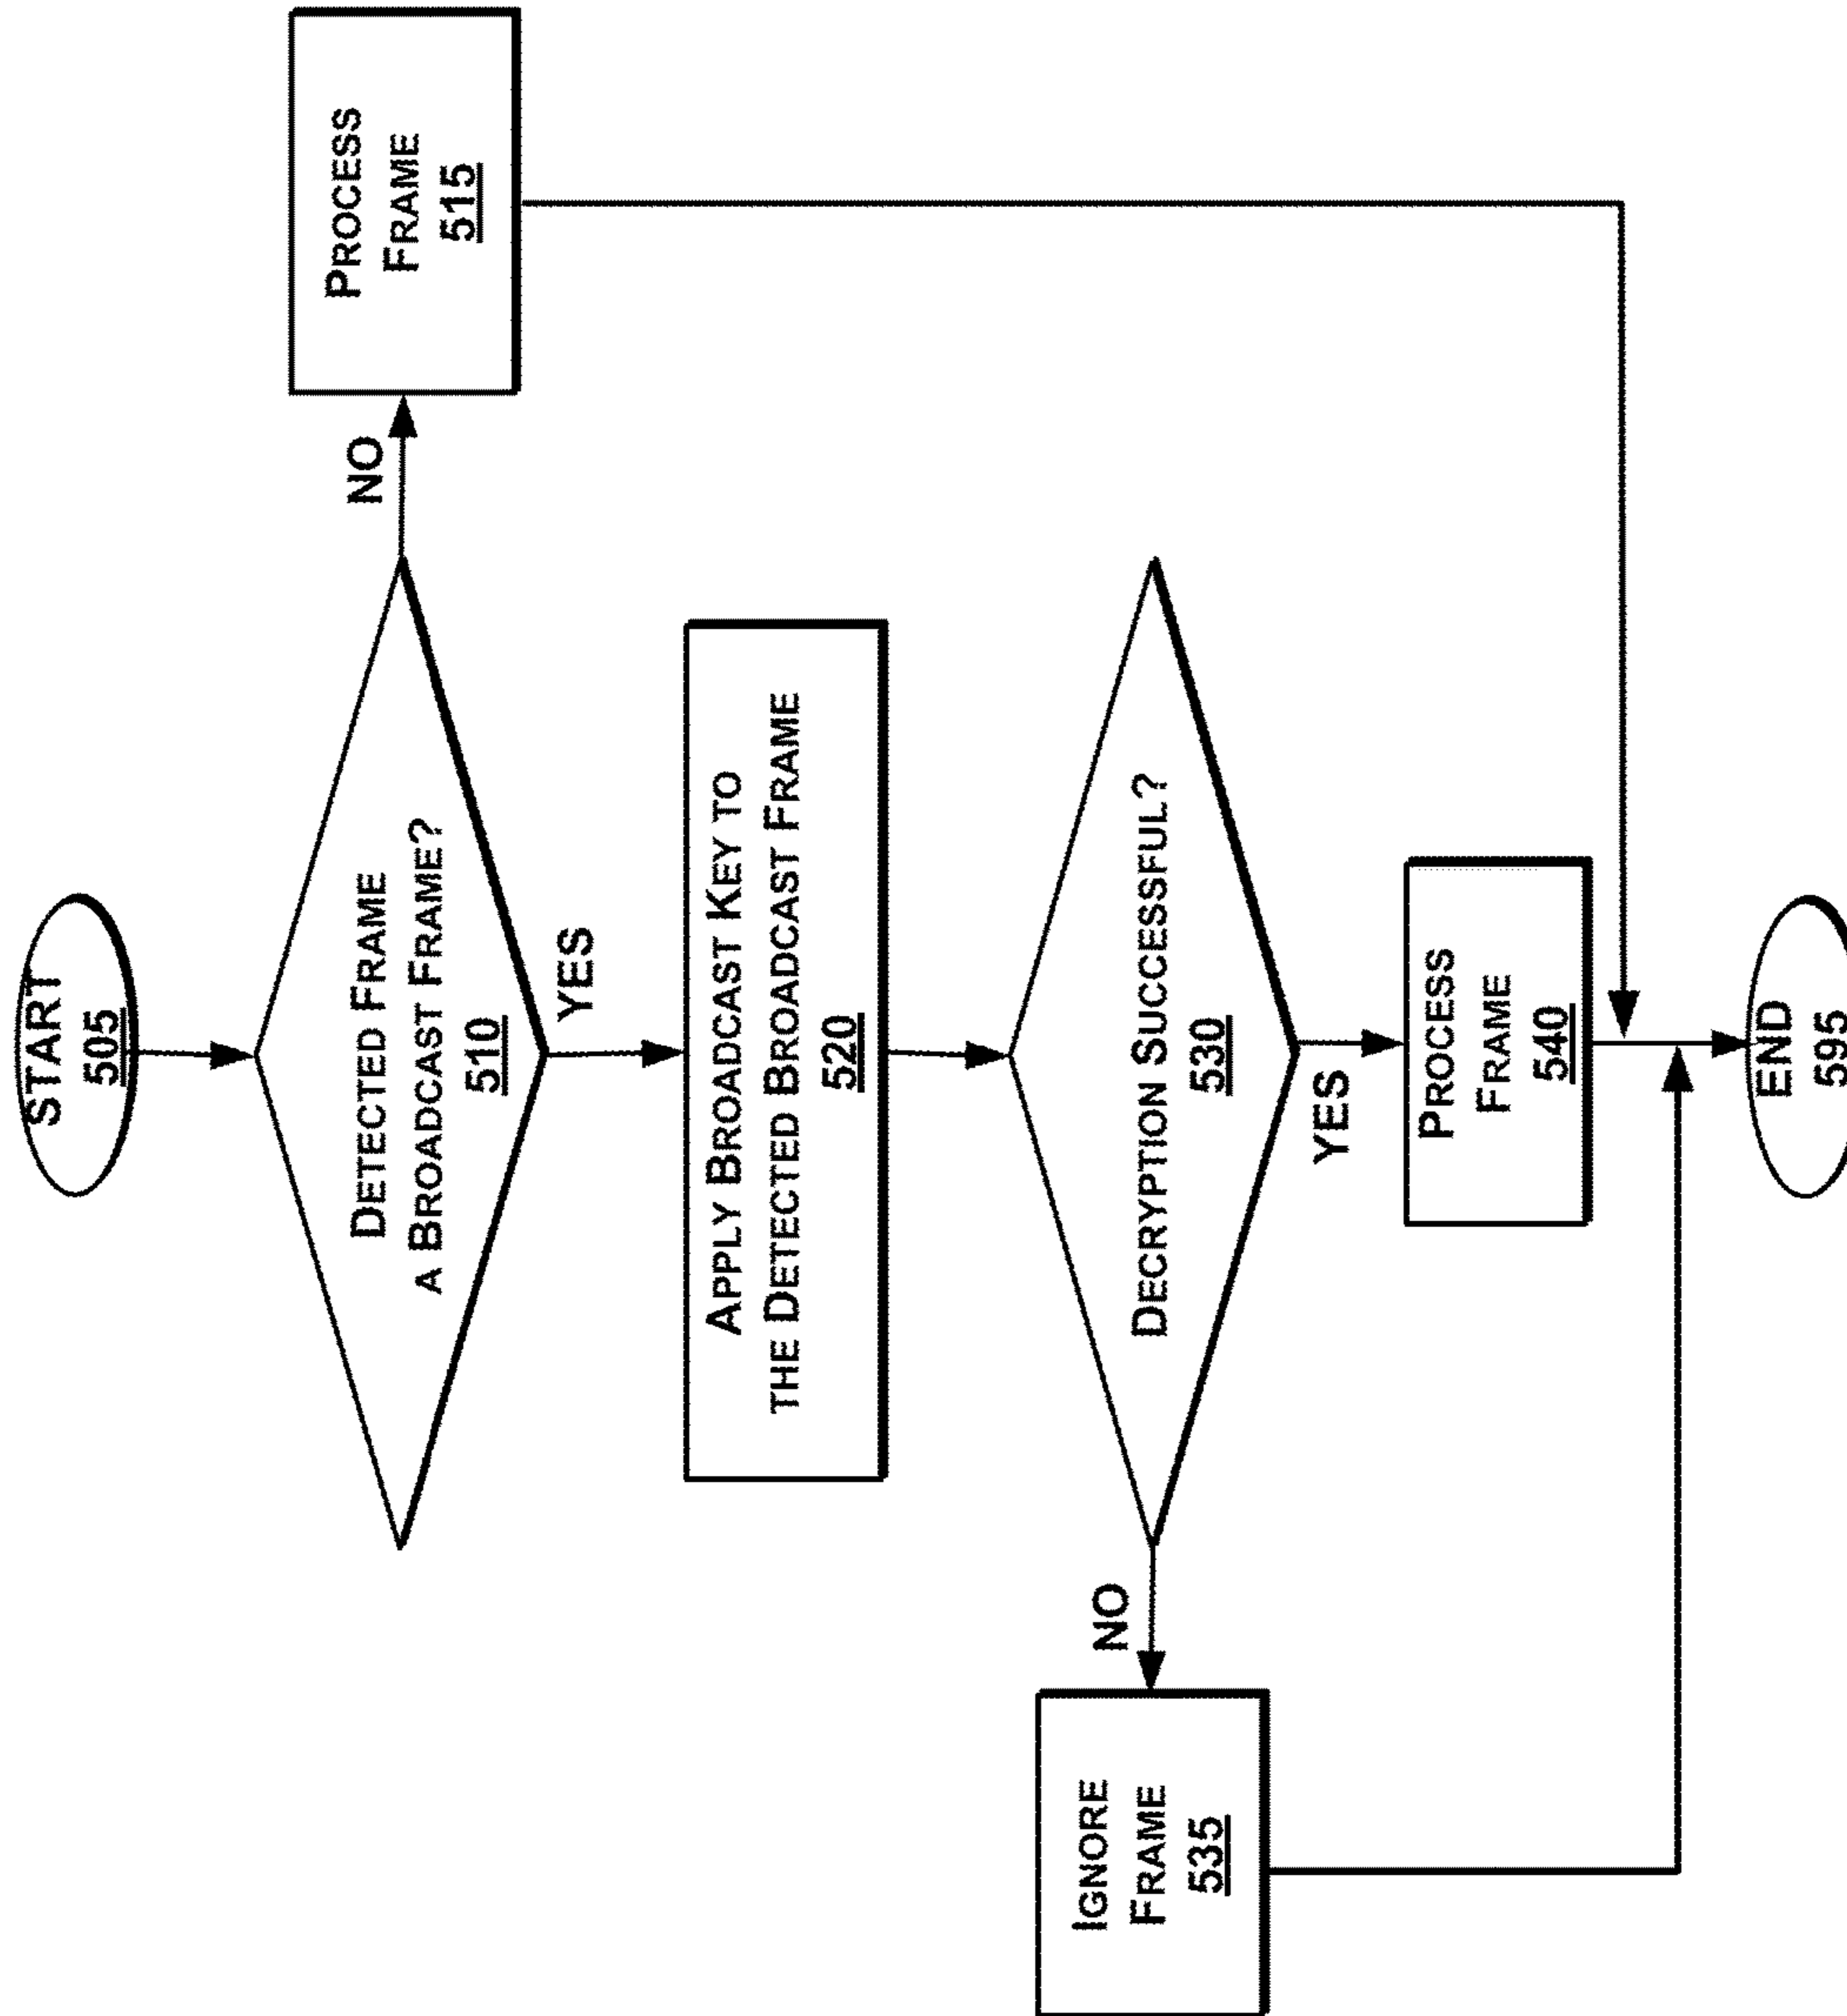 START
505
DETECTED FRAME
A BROADCAST FRAME?
510
NO
PROCESS
FRAME
515
YES
APPLY BROADCAST KEY TO
THE DETECTED BROADCAST FRAME
520
DECRYPTION SUCCESSFUL?
530
NO
IGNORE
FRAME
535
YES
PROCESS
FRAME
540
END
595